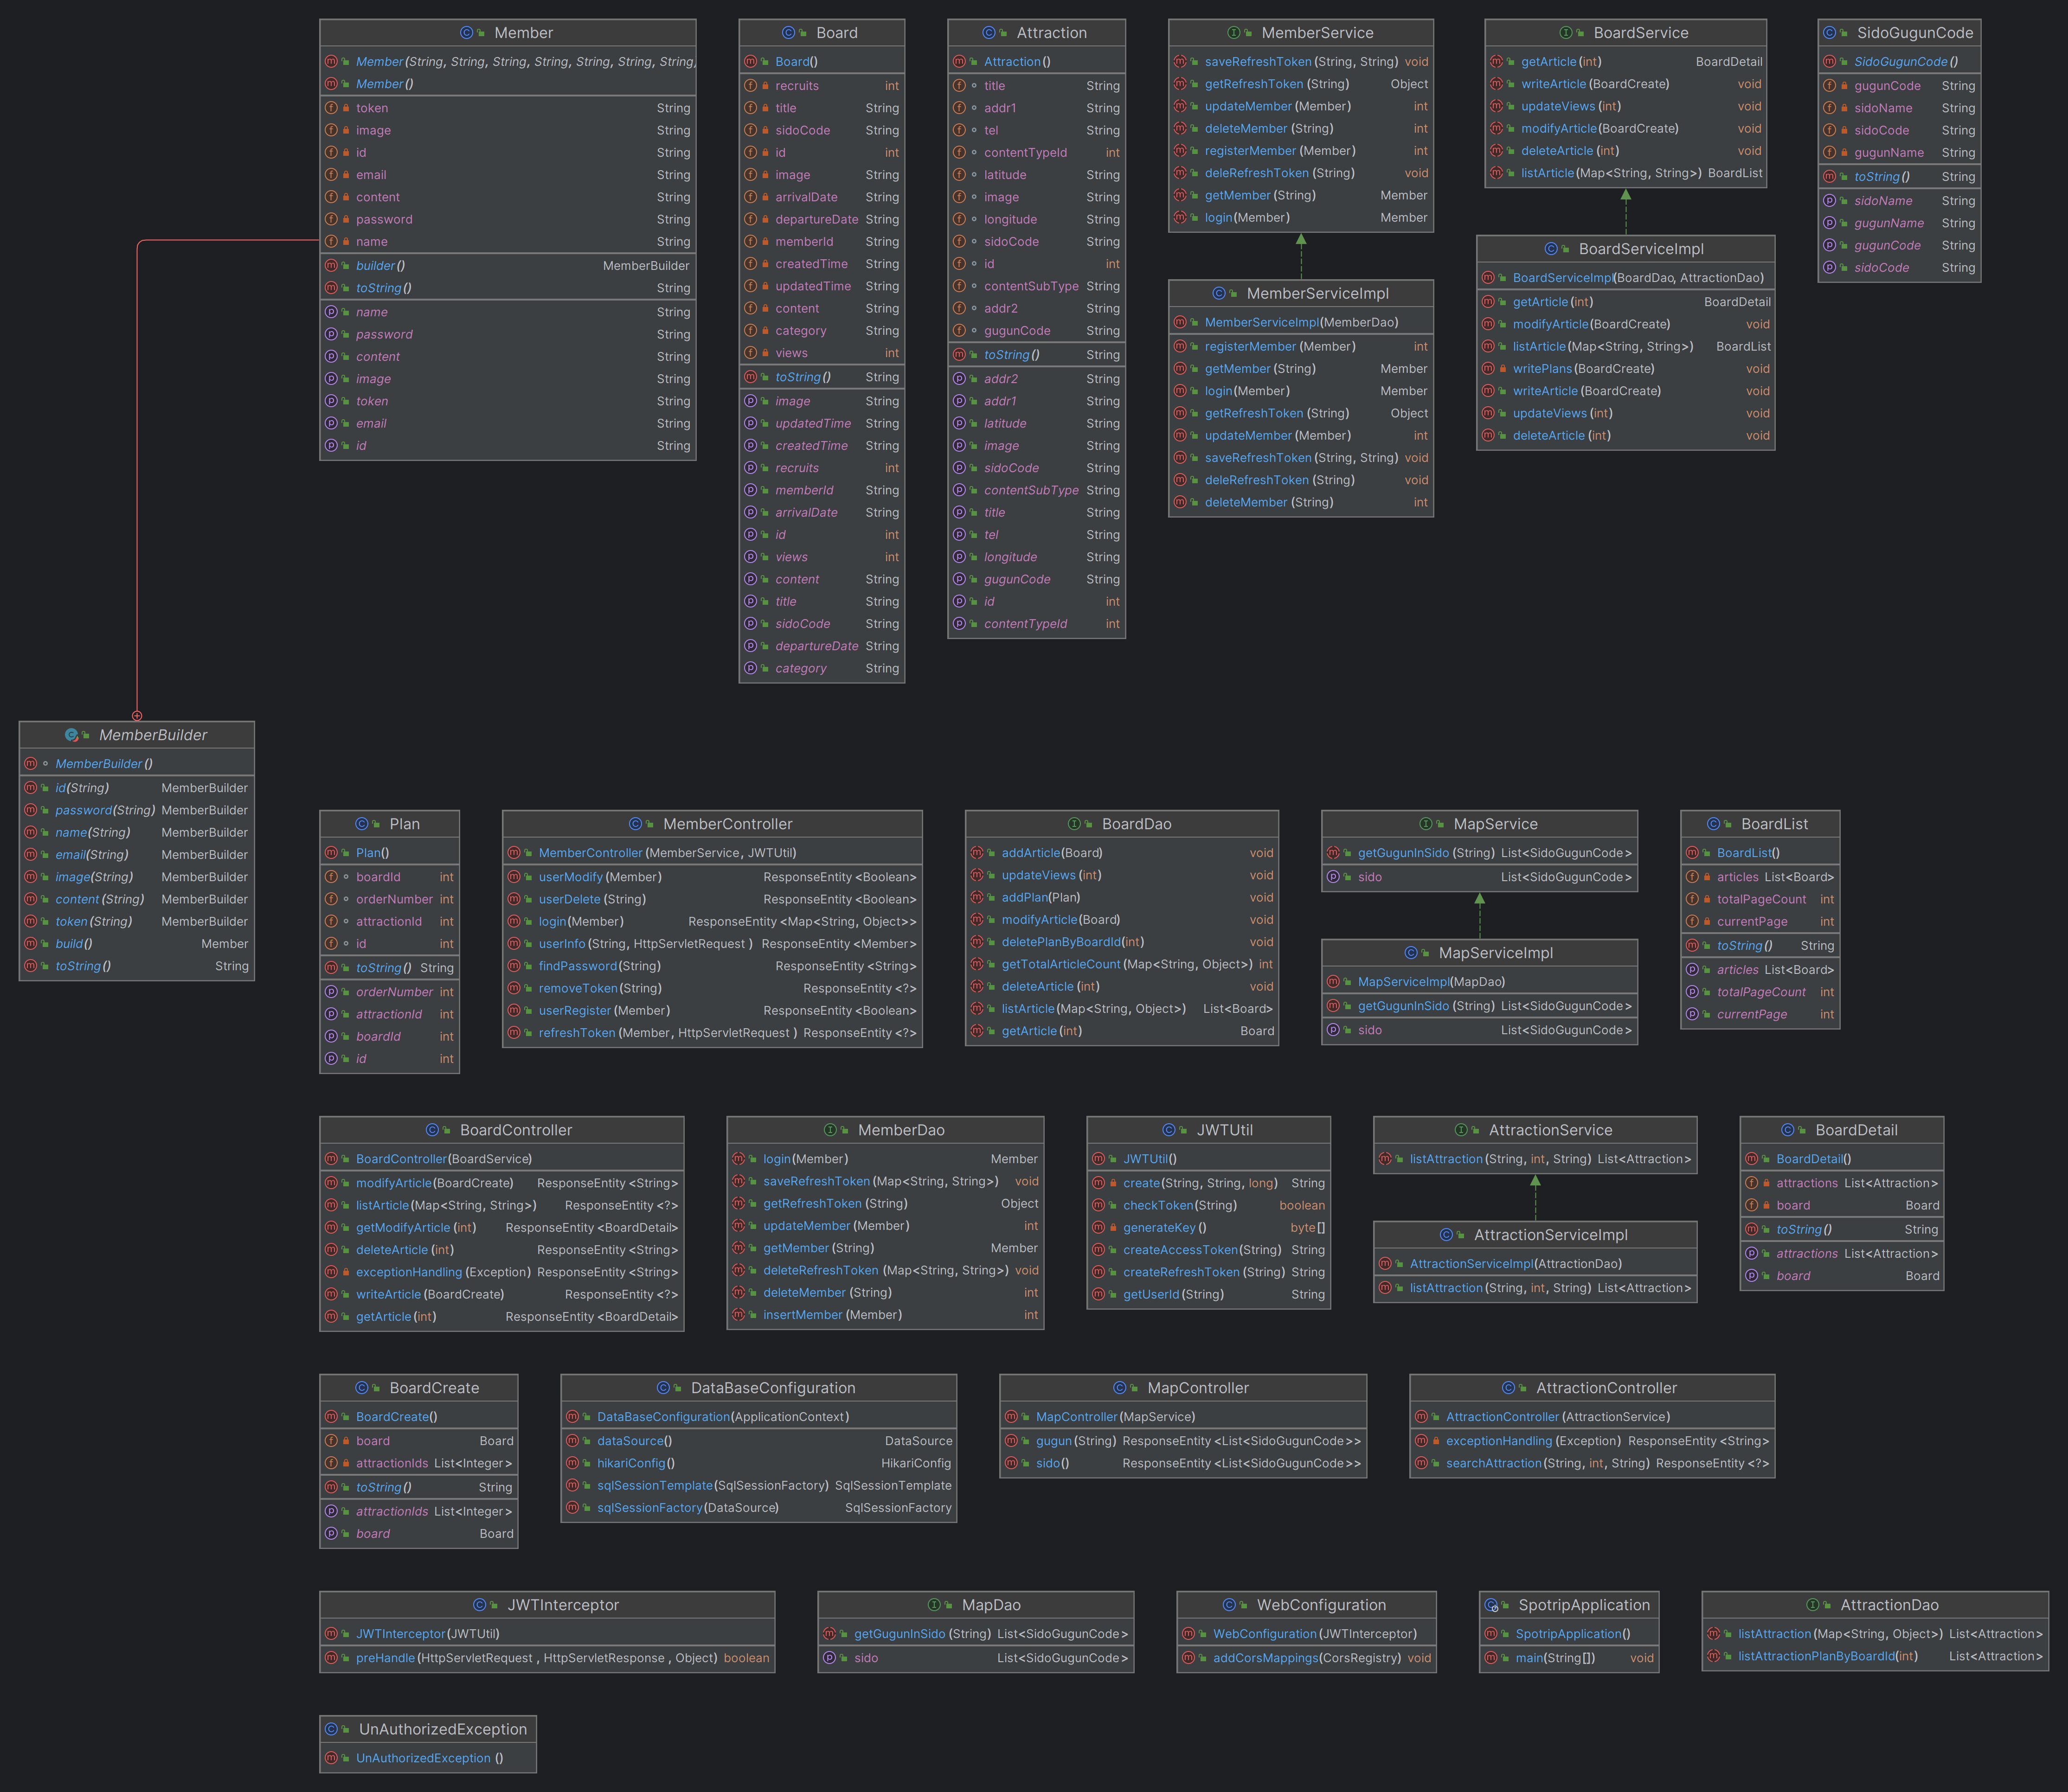 Member
Member(String, String, String, String, String, String, String,
Member()
token String
image String
id String
email String
content String
password String
name String
builder() MemberBuilder
toString() String
name String
password String
content String
image String
token String
email String
id String
Board
Board()
recruits int
title String
sidoCode String
id int
image String
arrivalDate String
departureDate String
memberId String
createdTime String
updatedTime String
content String
category String
views int
toString() String
image String
updatedTime String
createdTime String
recruits int
memberId String
arrivalDate String
id int
views int
content String
title String
sidoCode String
departureDate String
category String
Attraction
Attraction()
title String
addr1 String
tel String
contentTypeId int
latitude String
image String
longitude String
sidoCode String
id int
contentSubType String
addr2 String
gugunCode String
toString() String
addr2 String
addr1 String
latitude String
image String
sidoCode String
contentSubType String
title String
tel String
longitude String
gugunCode String
id int
contentTypeId int
MemberService
saveRefreshToken(String, String) void
getRefreshToken(String) Object
updateMember(Member) int
deleteMember(String) int
registerMember(Member) int
deleRefreshToken(String) void
getMember(String) Member
login(Member) Member
MemberServiceImpl
MemberServiceImpl(MemberDao)
registerMember(Member) int
getMember(String) Member
login(Member) Member
getRefreshToken(String) Object
updateMember(Member) int
saveRefreshToken(String, String) void
deleRefreshToken(String) void
deleteMember(String) int
BoardService
getArticle(int) BoardDetail
writeArticle(BoardCreate) void
updateViews(int) void
modifyArticle(BoardCreate) void
deleteArticle(int) void
listArticle(Map<String, String>) BoardList
BoardServiceImpl
BoardServiceImpl(BoardDao, AttractionDao)
getArticle(int) BoardDetail
modifyArticle(BoardCreate) void
listArticle(Map<String, String>) BoardList
writePlans(BoardCreate) void
writeArticle(BoardCreate) void
updateViews(int) void
deleteArticle(int) void
SidoGugunCode
SidoGugunCode()
gugunCode String
sidoName String
sidoCode String
gugunName String
toString() String
sidoName String
gugunName String
gugunCode String
sidoCode String
MemberBuilder
MemberBuilder()
id(String) MemberBuilder
password(String) MemberBuilder
name(String) MemberBuilder
email(String) MemberBuilder
image(String) MemberBuilder
content(String) MemberBuilder
token(String) MemberBuilder
build() Member
toString() String
Plan
Plan()
boardId int
orderNumber int
attractionId int
id int
toString() String
orderNumber int
attractionId int
boardId int
id int
MemberController
MemberController(MemberService, JWTUtil)
userModify(Member) ResponseEntity<Boolean>
userDelete(String) ResponseEntity<Boolean>
login(Member) ResponseEntity<Map<String, Object>>
userInfo(String, HttpServletRequest) ResponseEntity<Member>
findPassword(String) ResponseEntity<String>
removeToken(String) ResponseEntity<?>
userRegister(Member) ResponseEntity<Boolean>
refreshToken(Member, HttpServletRequest) ResponseEntity<?>
BoardDao
addArticle(Board) void
updateViews(int) void
addPlan(Plan) void
modifyArticle(Board) void
deletePlanByBoardId(int) void
getTotalArticleCount(Map<String, Object>) int
deleteArticle(int) void
listArticle(Map<String, Object>) List<Board>
getArticle(int) Board
MapService
getGugunInSido(String) List<SidoGugunCode>
sido List<SidoGugunCode>
MapServiceImpl
MapServiceImpl(MapDao)
getGugunInSido(String) List<SidoGugunCode>
sido List<SidoGugunCode>
BoardList
BoardList()
articles List<Board>
totalPageCount int
currentPage int
toString() String
articles List<Board>
totalPageCount int
currentPage int
BoardController
BoardController(BoardService)
modifyArticle(BoardCreate) ResponseEntity<String>
listArticle(Map<String, String>) ResponseEntity<?>
getModifyArticle(int) ResponseEntity<BoardDetail>
deleteArticle(int) ResponseEntity<String>
exceptionHandling(Exception) ResponseEntity<String>
writeArticle(BoardCreate) ResponseEntity<?>
getArticle(int) ResponseEntity<BoardDetail>
MemberDao
login(Member) Member
saveRefreshToken(Map<String, String>) void
getRefreshToken(String) Object
updateMember(Member) int
getMember(String) Member
deleteRefreshToken(Map<String, String>) void
deleteMember(String) int
insertMember(Member) int
JWTUtil
JWTUtil()
create(String, String, long) String
checkToken(String) boolean
generateKey() byte[]
createAccessToken(String) String
createRefreshToken(String) String
getUserId(String) String
AttractionService
listAttraction(String, int, String) List<Attraction>
AttractionServiceImpl
AttractionServiceImpl(AttractionDao)
listAttraction(String, int, String) List<Attraction>
BoardDetail
BoardDetail()
attractions List<Attraction>
board Board
toString() String
attractions List<Attraction>
board Board
BoardCreate
BoardCreate()
board Board
attractionIds List<Integer>
toString() String
attractionIds List<Integer>
board Board
DataBaseConfiguration
DataBaseConfiguration(ApplicationContext)
dataSource() DataSource
hikariConfig() HikariConfig
sqlSessionTemplate(SqlSessionFactory) SqlSessionTemplate
sqlSessionFactory(DataSource) SqlSessionFactory
MapController
MapController(MapService)
gugun(String) ResponseEntity<List<SidoGugunCode>>
sido() ResponseEntity<List<SidoGugunCode>>
AttractionController
AttractionController(AttractionService)
exceptionHandling(Exception) ResponseEntity<String>
searchAttraction(String, int, String) ResponseEntity<?>
JWTInterceptor
JWTInterceptor(JWTUtil)
preHandle(HttpServletRequest, HttpServletResponse, Object) boolean
MapDao
getGugunInSido(String) List<SidoGugunCode>
sido List<SidoGugunCode>
WebConfiguration
WebConfiguration(JWTInterceptor)
addCorsMappings(CorsRegistry) void
SpotripApplication
SpotripApplication()
main(String[]) void
AttractionDao
listAttraction(Map<String, Object>) List<Attraction>
listAttractionPlanByBoardId(int) List<Attraction>
UnAuthorizedException
UnAuthorizedException()